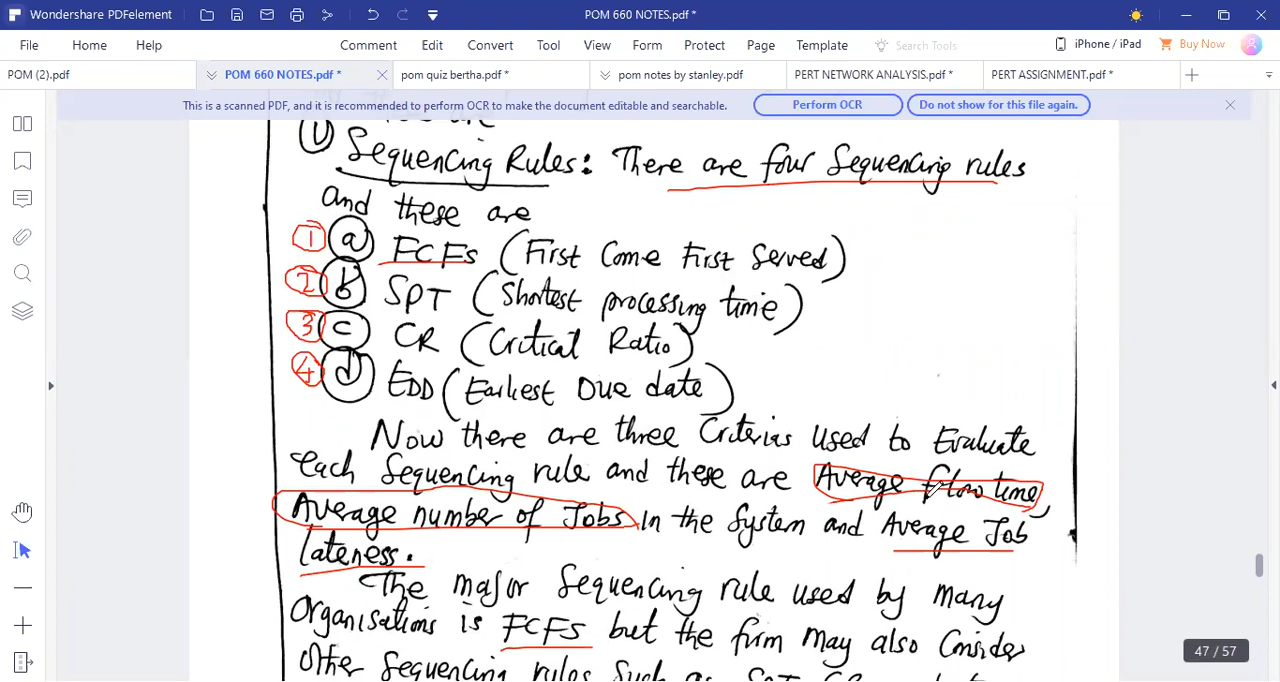 Wondershare PDFelement
POM 660 NOTES.pdf *
File Home Help Comment Edit Convert Tool View Form Protect Page Template Search Tools iPhone / iPad Buy Now
POM (2).pdf POM 660 NOTES.pdf * pom quiz bertha.pdf * pom notes by stanley.pdf PERT NETWORK ANALYSIS.pdf * PERT ASSIGNMENT.pdf *
This is a scanned PDF, and it is recommended to perform OCR to make the document editable and searchable. Perform OCR Do not show for this file again.
Sequencing Rules: There are four Sequencing rules
and these are
1 a FCFS (First Come First Served)
2 b SPT (Shortest processing time)
3 c CR (Critical Ratio)
4 d EDD (Earliest Due date)
Now there are three Criterias used to Evaluate
each Sequencing rule and these are Average flow time,
Average number of Jobs in the System and Average Job
lateness.
The major Sequencing rule used by many
Organisations is FCFS but the firm may also Consider
Other Sequencing rules Such as
47 / 57